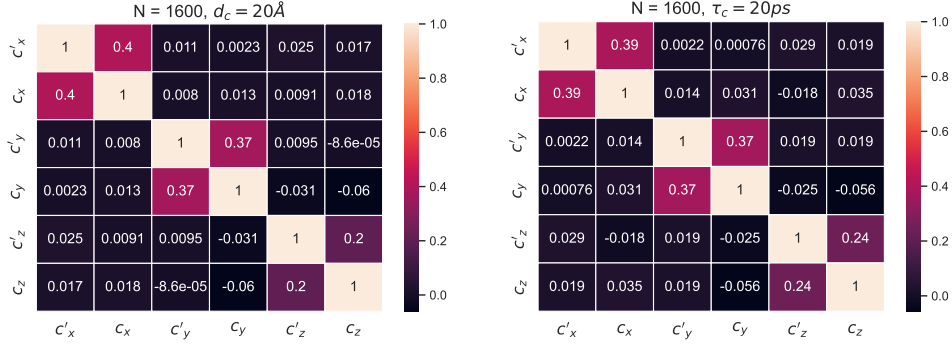 N = 1600, d_c = 20Å
c'_x 1 0.4 0.011 0.0023 0.025 0.017
c_x 0.4 1 0.008 0.013 0.0091 0.018
c'_y 0.011 0.008 1 0.37 0.0095 -8.6e-05
c_y 0.0023 0.013 0.37 1 -0.031 -0.06
c'_z 0.025 0.0091 0.0095 -0.031 1 0.2
c_z 0.017 0.018 -8.6e-05 -0.06 0.2 1
c'_x c_x c'_y c_y c'_z c_z
1.0
0.8
0.6
0.4
0.2
0.0
N = 1600, τ_c = 20ps
c'_x 1 0.39 0.0022 0.00076 0.029 0.019
c_x 0.39 1 0.014 0.031 -0.018 0.035
c'_y 0.0022 0.014 1 0.37 0.019 0.019
c_y 0.00076 0.031 0.37 1 -0.025 -0.056
c'_z 0.029 -0.018 0.019 -0.025 1 0.24
c_z 0.019 0.035 0.019 -0.056 0.24 1
c'_x c_x c'_y c_y c'_z c_z
1.0
0.8
0.6
0.4
0.2
0.0